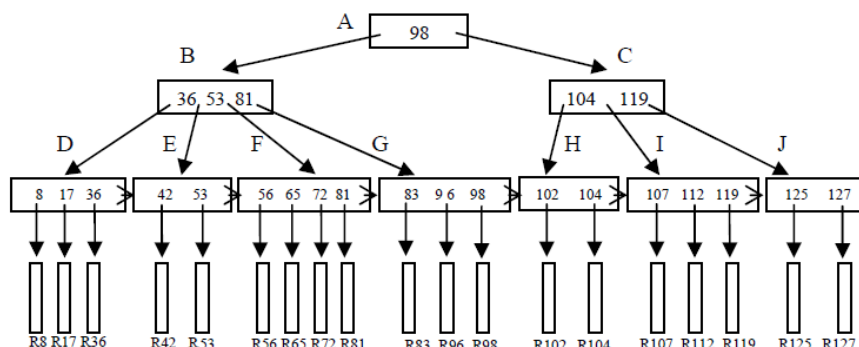 A 98
B C
36 53 81 104 119
D E F G H I J
8 17 36 42 53 56 65 72 81 83 9 6 98 102 104 107 112 119 125 127
R8 R17 R36 R42 R53 R56 R65 R72 R81 R83 R96 R98 R102 R104 R107 R112 R119 R125 R127